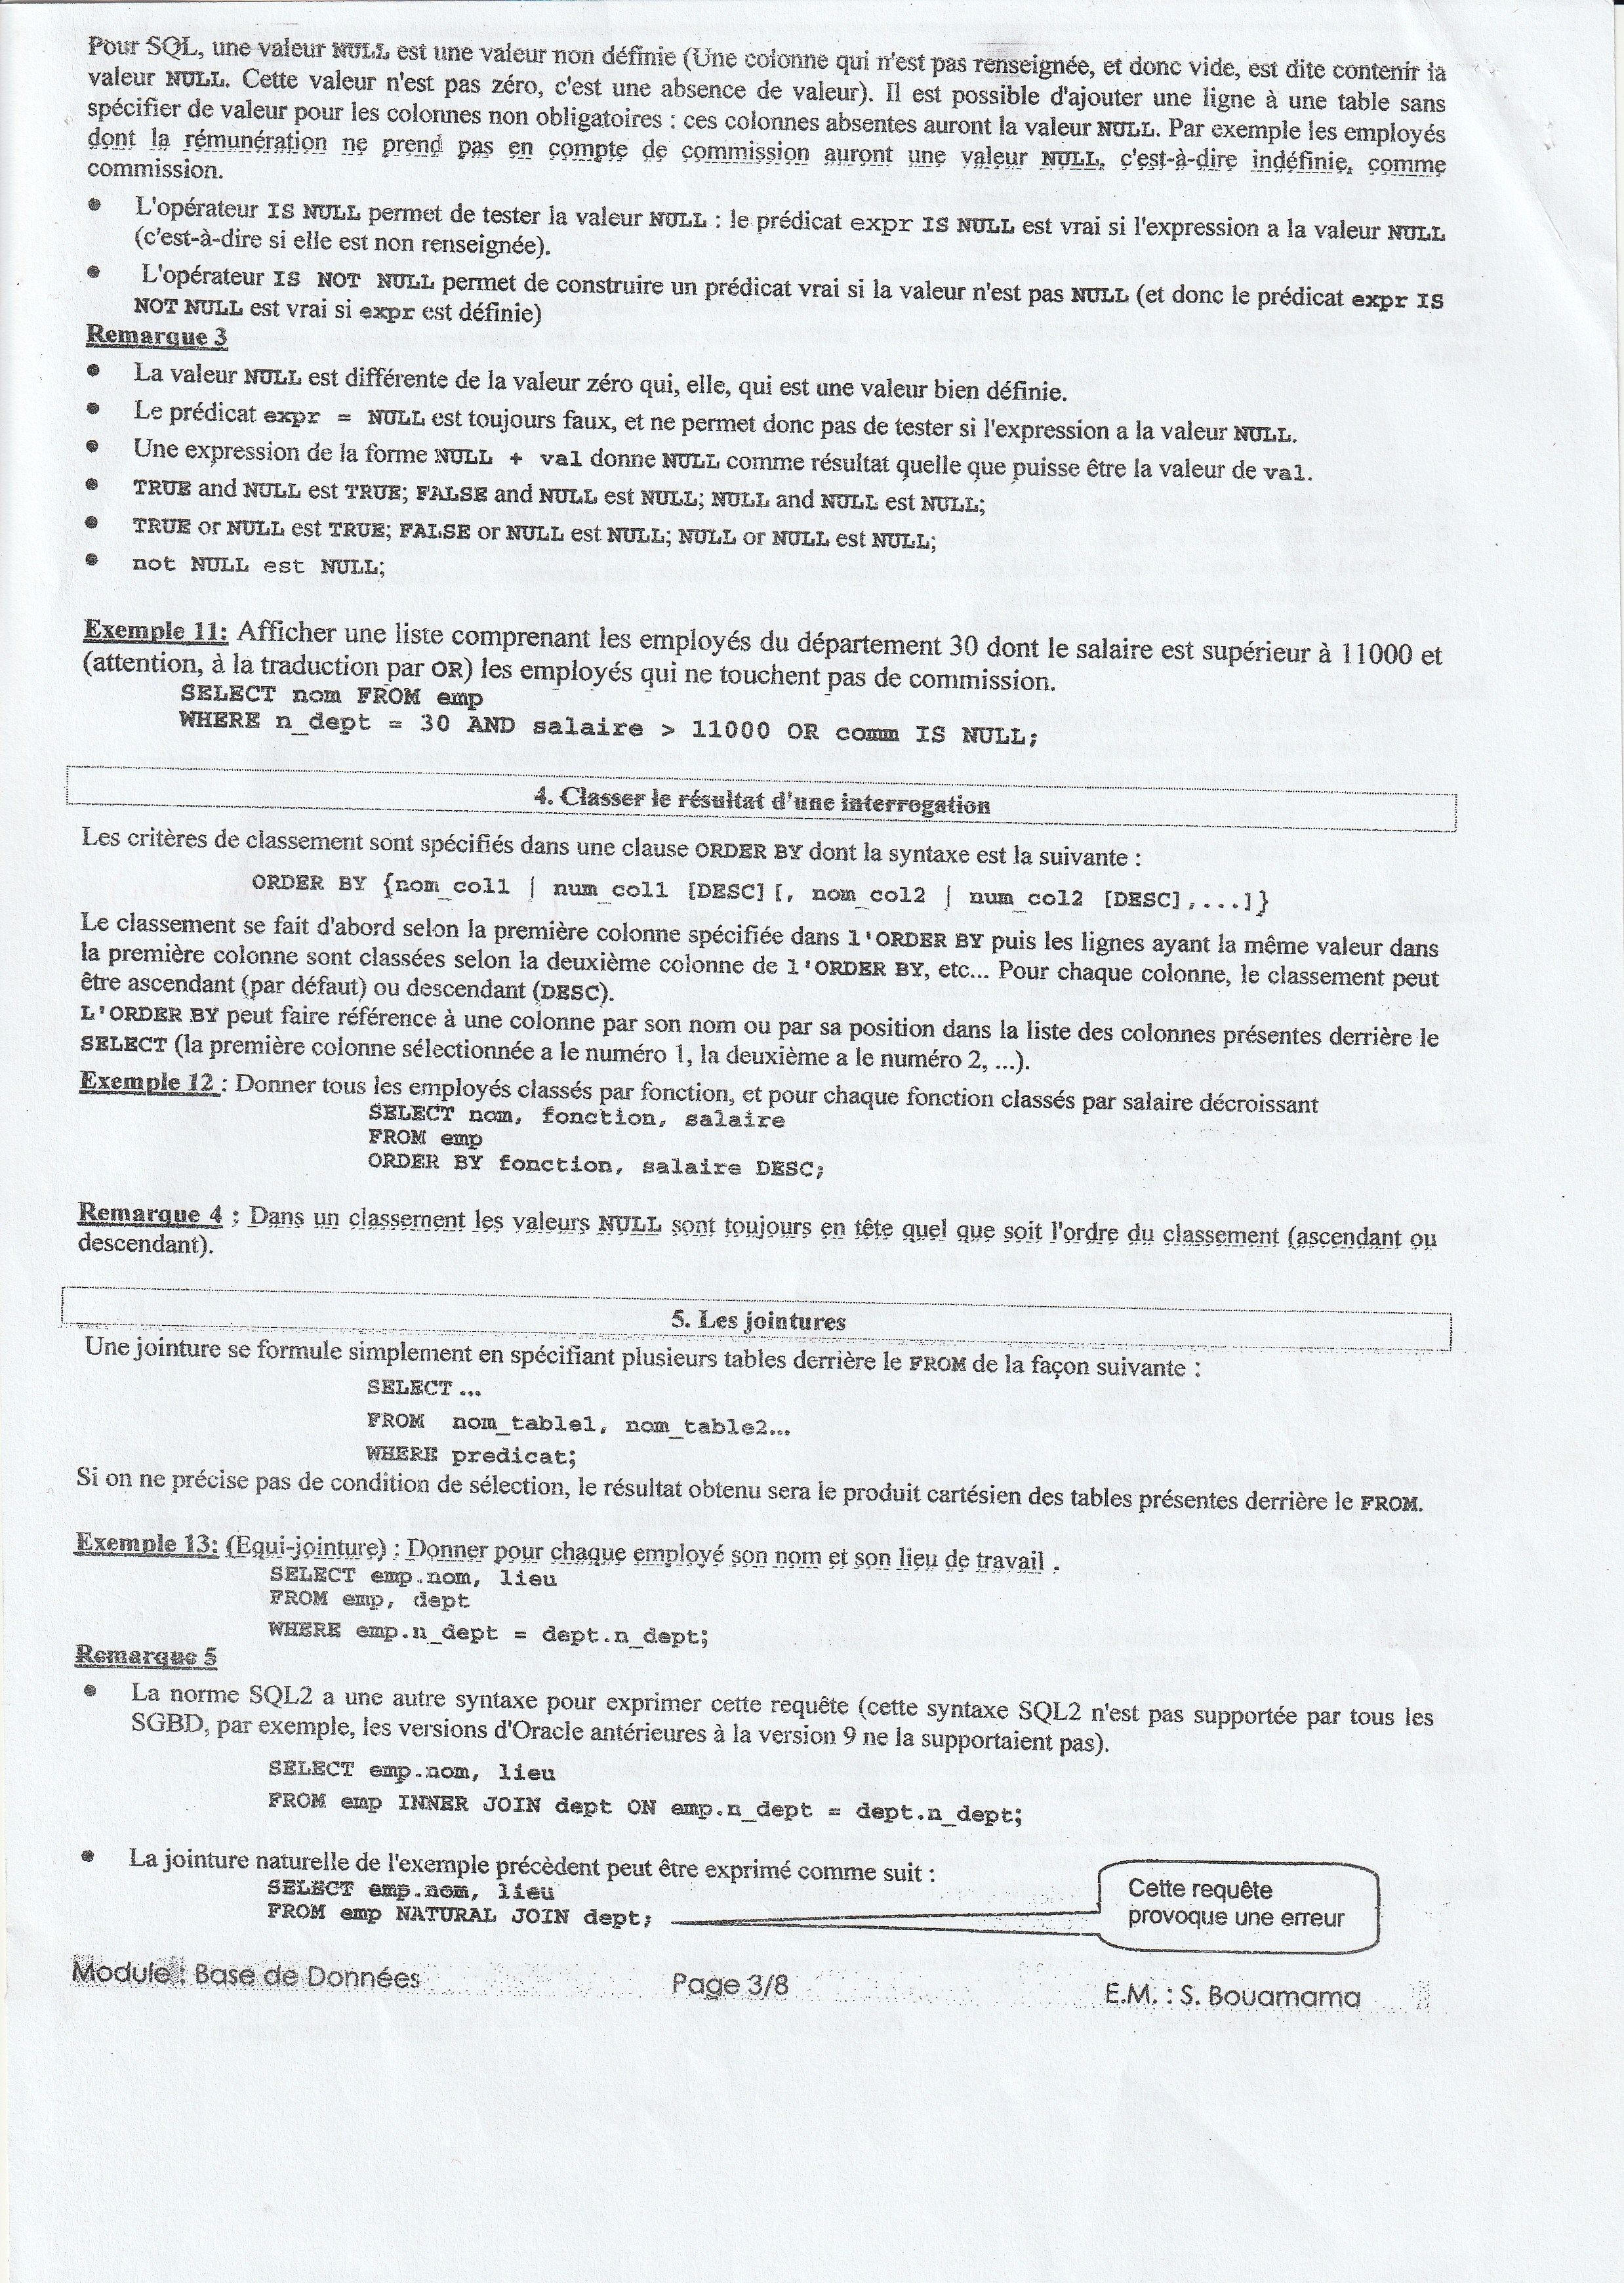 Pour SQL, une valeur NULL est une valeur non définie (Une colonne qui n'est pas renseignée, et donc vide, est dite contenir la
valeur NULL. Cette valeur n'est pas zéro, c'est une absence de valeur). Il est possible d'ajouter une ligne à une table sans
spécifier de valeur pour les colonnes non obligatoires : ces colonnes absentes auront la valeur NULL. Par exemple les employés
dont la rémunération ne prend pas en compte de commission auront une valeur NULL, c'est-à-dire indéfinie, comme
commission.
• L'opérateur IS NULL permet de tester la valeur NULL : le prédicat expr IS NULL est vrai si l'expression a la valeur NULL
(c'est-à-dire si elle est non renseignée).
• L'opérateur IS NOT NULL permet de construire un prédicat vrai si la valeur n'est pas NULL (et donc le prédicat expr IS
NOT NULL est vrai si expr est définie)
Remarque 3
• La valeur NULL est différente de la valeur zéro qui, elle, qui est une valeur bien définie.
• Le prédicat expr = NULL est toujours faux, et ne permet donc pas de tester si l'expression a la valeur NULL.
• Une expression de la forme NULL + val donne NULL comme résultat quelle que puisse être la valeur de val.
• TRUE and NULL est TRUE; FALSE and NULL est NULL; NULL and NULL est NULL;
• TRUE or NULL est TRUE; FALSE or NULL est NULL; NULL or NULL est NULL;
• not NULL est NULL;
Exemple 11: Afficher une liste comprenant les employés du département 30 dont le salaire est supérieur à 11000 et
(attention, à la traduction par OR) les employés qui ne touchent pas de commission.
SELECT nom FROM emp
WHERE n_dept = 30 AND salaire > 11000 OR comm IS NULL;
4. Classer le résultat d'une interrogation
Les critères de classement sont spécifiés dans une clause ORDER BY dont la syntaxe est la suivante :
ORDER BY {nom_col1 | num_col1 [DESC] [, nom_col2 | num_col2 [DESC],...]}
Le classement se fait d'abord selon la première colonne spécifiée dans l'ORDER BY puis les lignes ayant la même valeur dans
la première colonne sont classées selon la deuxième colonne de l'ORDER BY, etc... Pour chaque colonne, le classement peut
être ascendant (par défaut) ou descendant (DESC).
L'ORDER BY peut faire référence à une colonne par son nom ou par sa position dans la liste des colonnes présentes derrière le
SELECT (la première colonne sélectionnée a le numéro 1, la deuxième a le numéro 2, ...).
Exemple 12 : Donner tous les employés classés par fonction, et pour chaque fonction classés par salaire décroissant
SELECT nom, fonction, salaire
FROM emp
ORDER BY fonction, salaire DESC;
Remarque 4 : Dans un classement les valeurs NULL sont toujours en tête quel que soit l'ordre du classement (ascendant ou
descendant).
5. Les jointures
Une jointure se formule simplement en spécifiant plusieurs tables derrière le FROM de la façon suivante :
SELECT ...
FROM nom_table1, nom_table2...
WHERE predicat;
Si on ne précise pas de condition de sélection, le résultat obtenu sera le produit cartésien des tables présentes derrière le FROM.
Exemple 13: (Equi-jointure) : Donner pour chaque employé son nom et son lieu de travail .
SELECT emp.nom, lieu
FROM emp, dept
WHERE emp.n_dept = dept.n_dept;
Remarque 5
• La norme SQL2 a une autre syntaxe pour exprimer cette requête (cette syntaxe SQL2 n'est pas supportée par tous les
SGBD, par exemple, les versions d'Oracle antérieures à la version 9 ne la supportaient pas).
SELECT emp.nom, lieu
FROM emp INNER JOIN dept ON emp.n_dept = dept.n_dept;
• La jointure naturelle de l'exemple précèdent peut être exprimé comme suit :
SELECT emp.nom, lieu
FROM emp NATURAL JOIN dept;
Cette requête
provoque une erreur
Module : Base de Données Page 3/8 E.M. : S. Bouamama